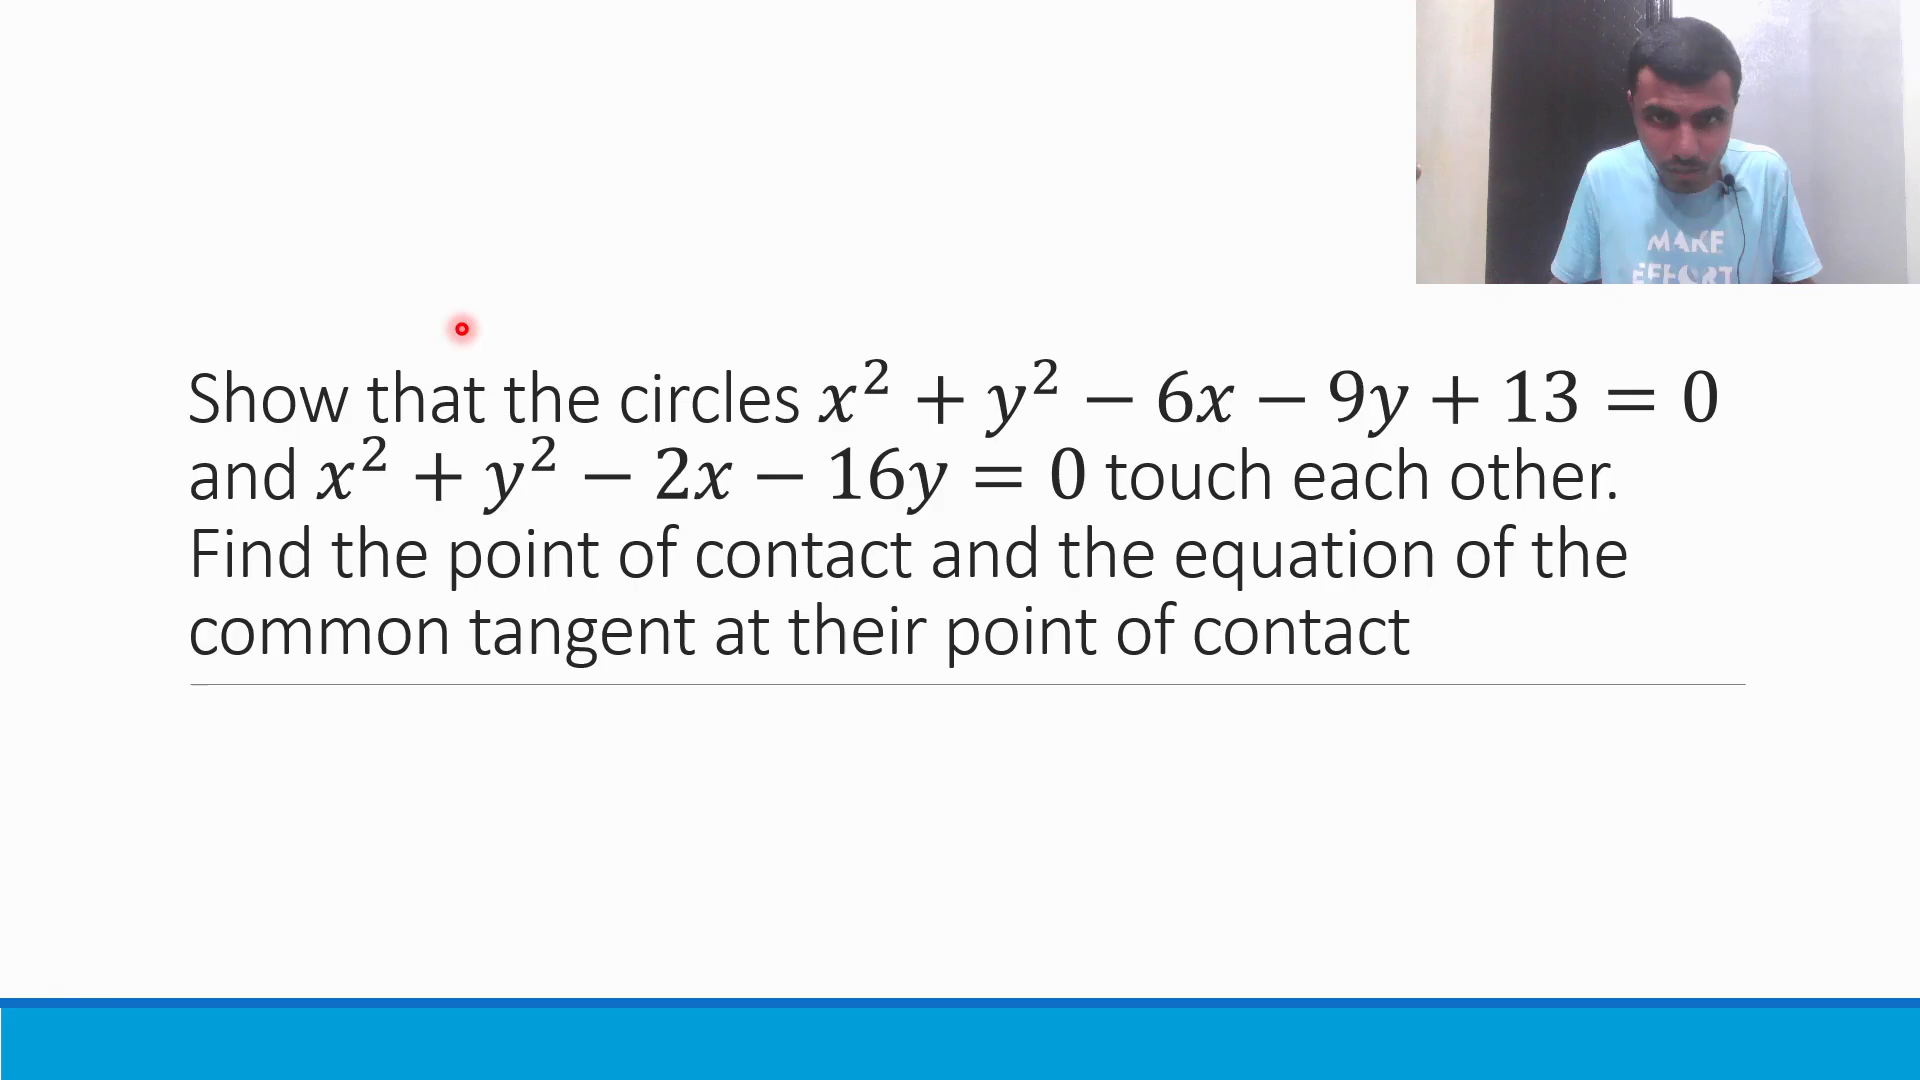 MAKE
EFFORT
Show that the circles x² + y² − 6x − 9y + 13 = 0
and x² + y² − 2x − 16y = 0 touch each other.
Find the point of contact and the equation of the
common tangent at their point of contact